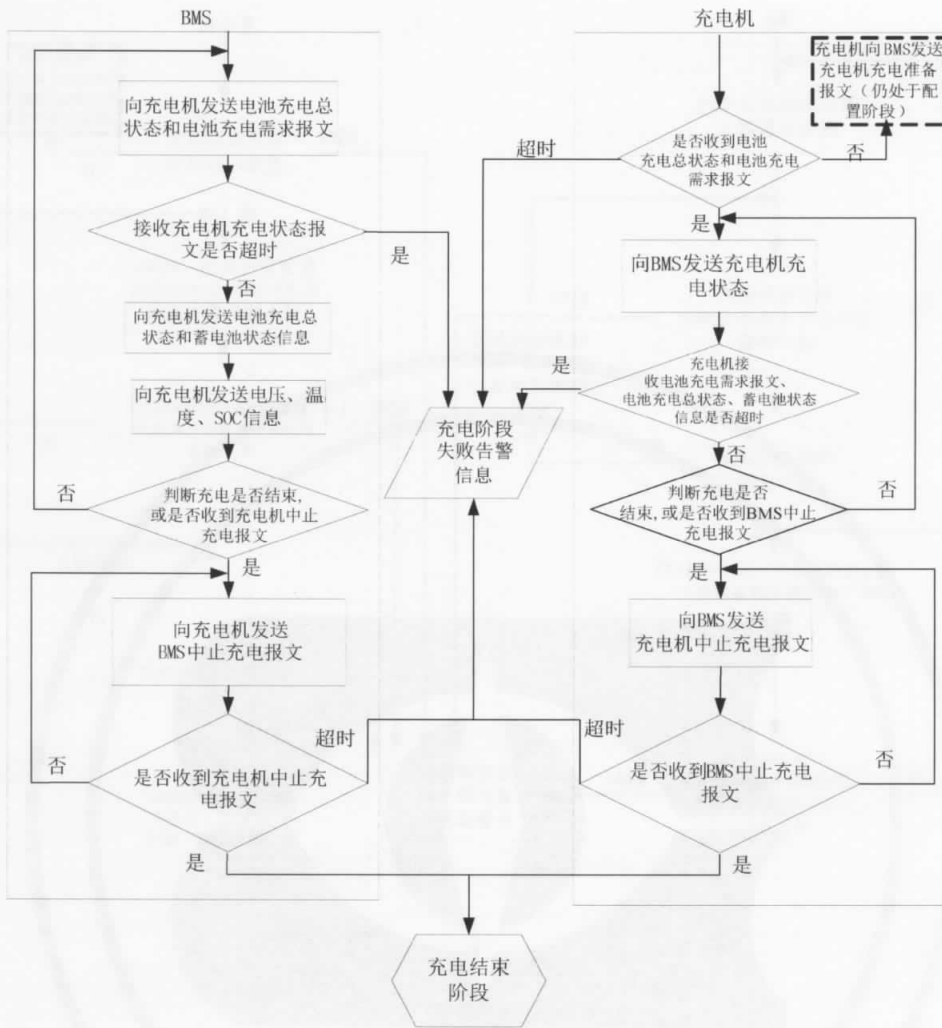 BMS
向充电机发送电池充电总
状态和电池充电需求报文
接收充电机充电状态报
文是否超时
是
否
向充电机发送电池充电总
状态和蓄电池状态信息
向充电机发送电压、温
度、SOC信息
判断充电是否结束,
或是否收到充电机中止
充电报文
否
是
向充电机发送
BMS中止充电报文
是否收到充电机中止充
电报文
否
超时
是
充电阶段
失败告警
信息
充电机
充电机向BMS发送
充电机充电准备
报文（仍处于配
置阶段）
是否收到电池
充电总状态和电池充电
需求报文
超时
否
是
向BMS发送充电机充
电状态
充电机接
收电池充电需求报文、
电池充电总状态、蓄电池状态
信息是否超时
是
否
判断充电是否
结束,或是否收到BMS中止
充电报文
否
是
向BMS发送
充电机中止充电报文
是否收到BMS中止充电
报文
超时
否
是
充电结束
阶段